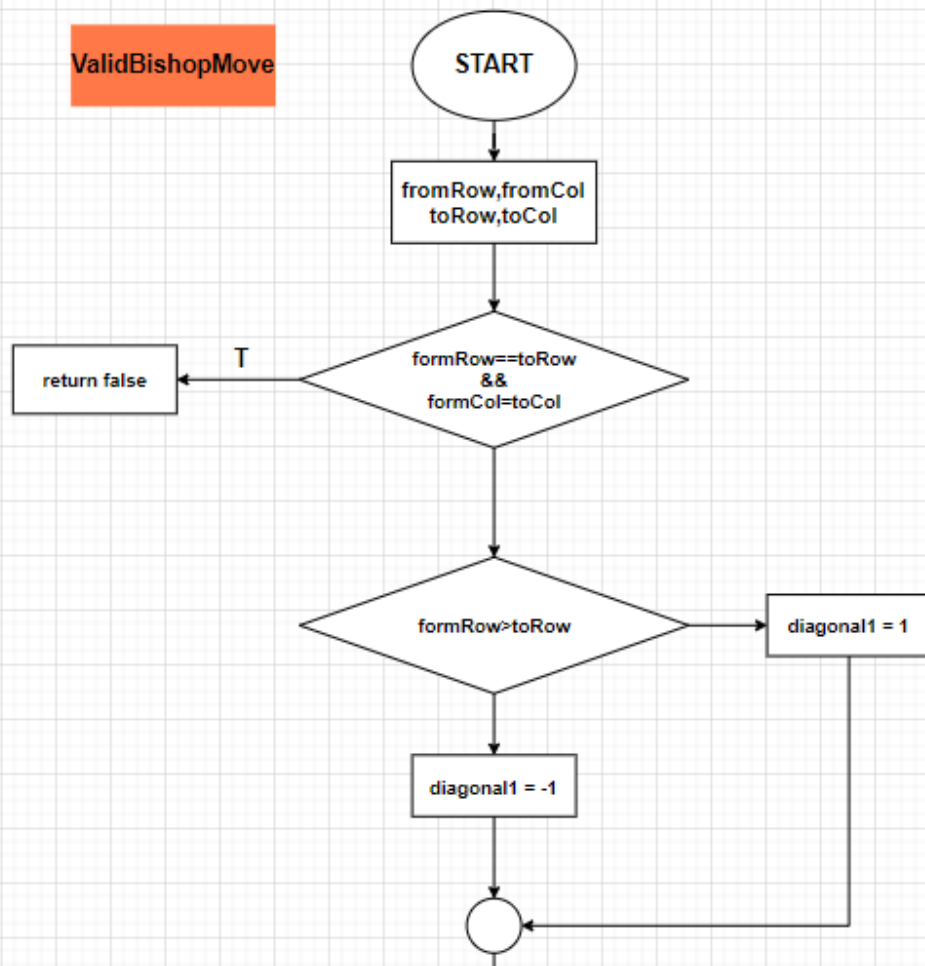 ValidBishopMove
START
fromRow,fromCol
toRow,toCol
formRow==toRow
&&
formCol=toCol
T
return false
formRow>toRow
diagonal1 = 1
diagonal1 = -1